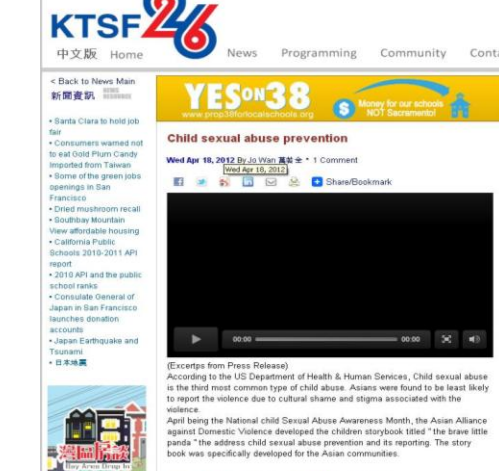 KTSF 26
中文版 Home News Programming Community Cont
< Back to News Main
新聞資訊 NEWS RESOURCES
• Santa Clara to hold job
fair
• Consumers warned not
to eat Gold Plum Candy
Imported from Taiwan
• Some of the green jobs
openings in San
Francisco
• Dried mushroom recall
• Southbay Mountain
View affordable housing
• California Public
Schools 2010-2011 API
report
• 2010 API and the public
school ranks
• Consulate General of
Japan in San Francisco
launches donation
accounts
• Japan Earthquake and
Tsunami
• 日本地震
灣區房談
Bay Area Drop In
YES ON 38
www.prop38forlocalschools.org
Money for our schools
NOT Sacramento!
Child sexual abuse prevention
Wed Apr 18, 2012 By Jo Wan • 1 Comment
Wed Apr 18, 2012
Share/Bookmark
00:00 00:00
(Excertps from Press Release)
According to the US Department of Health & Human Services, Child sexual abuse
is the third most common type of child abuse. Asians were found to be least likely
to report the violence due to cultural shame and stigma associated with the
violence.
April being the National child Sexual Abuse Awareness Month, the Asian Alliance
against Domestic Violence developed the children storybook titled " the brave little
panda " the address child sexual abuse prevention and its reporting. The story
book was specifically developed for the Asian communities.